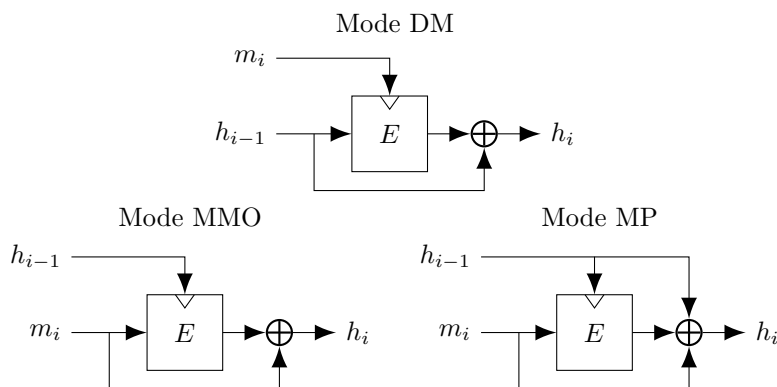 Mode DM
m_i
h_{i−1} E h_i
Mode MMO
h_{i−1}
m_i E h_i
Mode MP
h_{i−1}
m_i E h_i